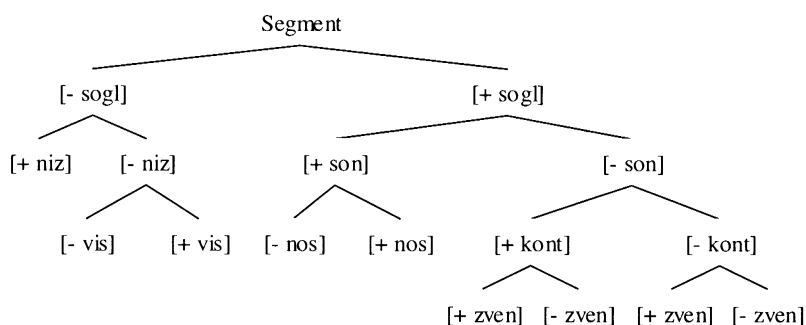 Segment
[- sogl] [+ sogl]
[+ niz] [- niz] [+ son] [- son]
[- vis] [+ vis] [- nos] [+ nos] [+ kont] [- kont]
[+ zven] [- zven] [+ zven] [- zven]